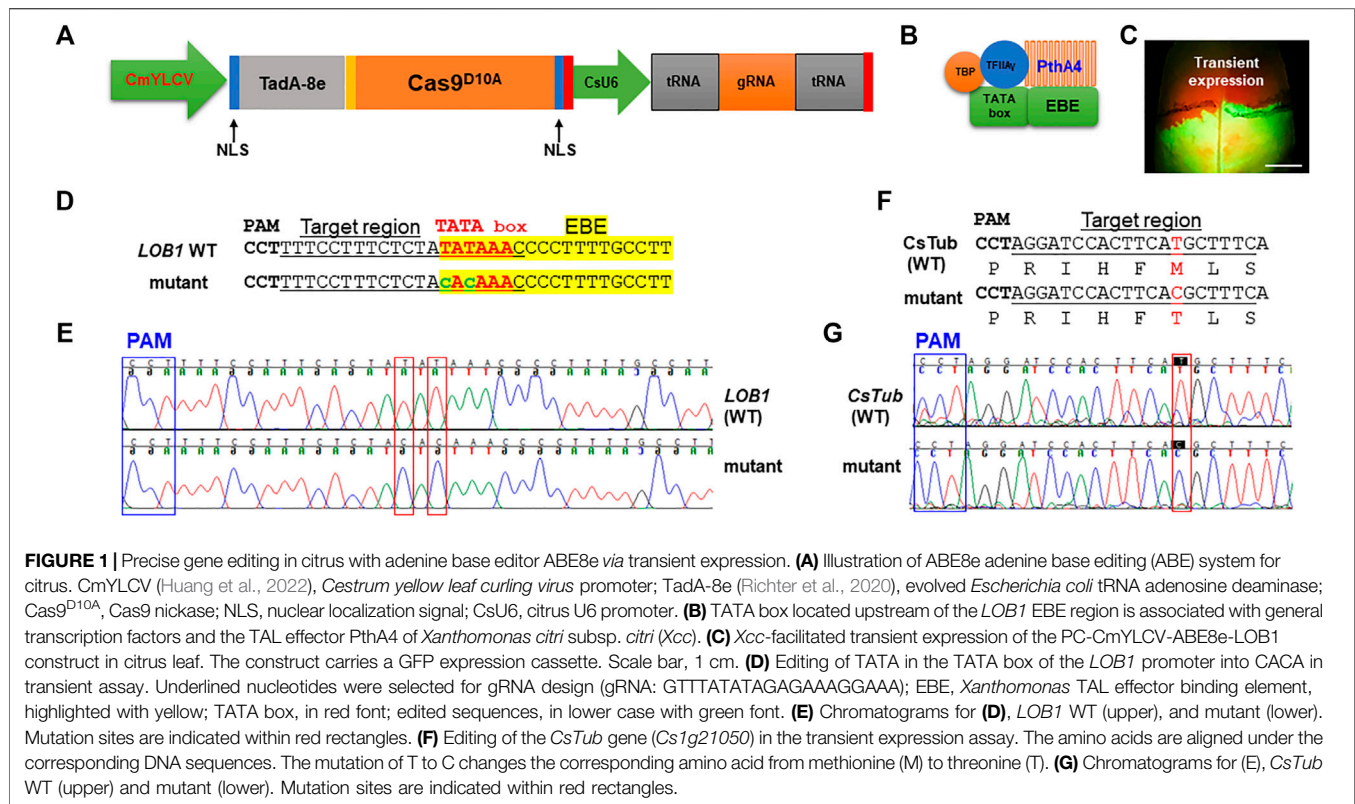 A
CmYLCV
TadA-8e
Cas9D10A
CsU6
tRNA
gRNA
tRNA
NLS
NLS
B
TBP
TFIIAγ
PthA4
TATA
box
EBE
C
Transient
expression
D
PAM Target region TATA box EBE
LOB1 WT CCTTTTCCTTTCTCTATATAAACCCCTTTTGCCTT
mutant CCTTTTCCTTTCTCTAcAcAAACCCCTTTTGCCTT
E
PAM
CCTTTTCCTTTCTCTATATAAACCCCTTTTGCCTT
LOB1
(WT)
CCTTTTCCTTTCTCTACACAAACCCCTTTTGCCTT
mutant
F
PAM Target region
CsTub CCTAGGATCCACTTCATGCTTTCA
(WT) P R I H F M L S
mutant CCTAGGATCCACTTCACGCTTTCA
P R I H F T L S
G
PAM
CCTAGGATCCACTTCATGCTTTC
CCTAGGATCCACTTCATGCTTTC
CsTub
(WT)
CCTAGGATCCACTTCACGCTTTC
CCTAGGATCCACTTCACGCTTTC
mutant
FIGURE 1 | Precise gene editing in citrus with adenine base editor ABE8e via transient expression. (A) Illustration of ABE8e adenine base editing (ABE) system for
citrus. CmYLCV (Huang et al., 2022), Cestrum yellow leaf curling virus promoter; TadA-8e (Richter et al., 2020), evolved Escherichia coli tRNA adenosine deaminase;
Cas9D10A, Cas9 nickase; NLS, nuclear localization signal; CsU6, citrus U6 promoter. (B) TATA box located upstream of the LOB1 EBE region is associated with general
transcription factors and the TAL effector PthA4 of Xanthomonas citri subsp. citri (Xcc). (C) Xcc-facilitated transient expression of the PC-CmYLCV-ABE8e-LOB1
construct in citrus leaf. The construct carries a GFP expression cassette. Scale bar, 1 cm. (D) Editing of TATA in the TATA box of the LOB1 promoter into CACA in
transient assay. Underlined nucleotides were selected for gRNA design (gRNA: GTTTATATAGAGAAAGGAAA); EBE, Xanthomonas TAL effector binding element,
highlighted with yellow; TATA box, in red font; edited sequences, in lower case with green font. (E) Chromatograms for (D), LOB1 WT (upper), and mutant (lower).
Mutation sites are indicated within red rectangles. (F) Editing of the CsTub gene (Cs1g21050) in the transient expression assay. The amino acids are aligned under the
corresponding DNA sequences. The mutation of T to C changes the corresponding amino acid from methionine (M) to threonine (T). (G) Chromatograms for (E), CsTub
WT (upper) and mutant (lower). Mutation sites are indicated within red rectangles.